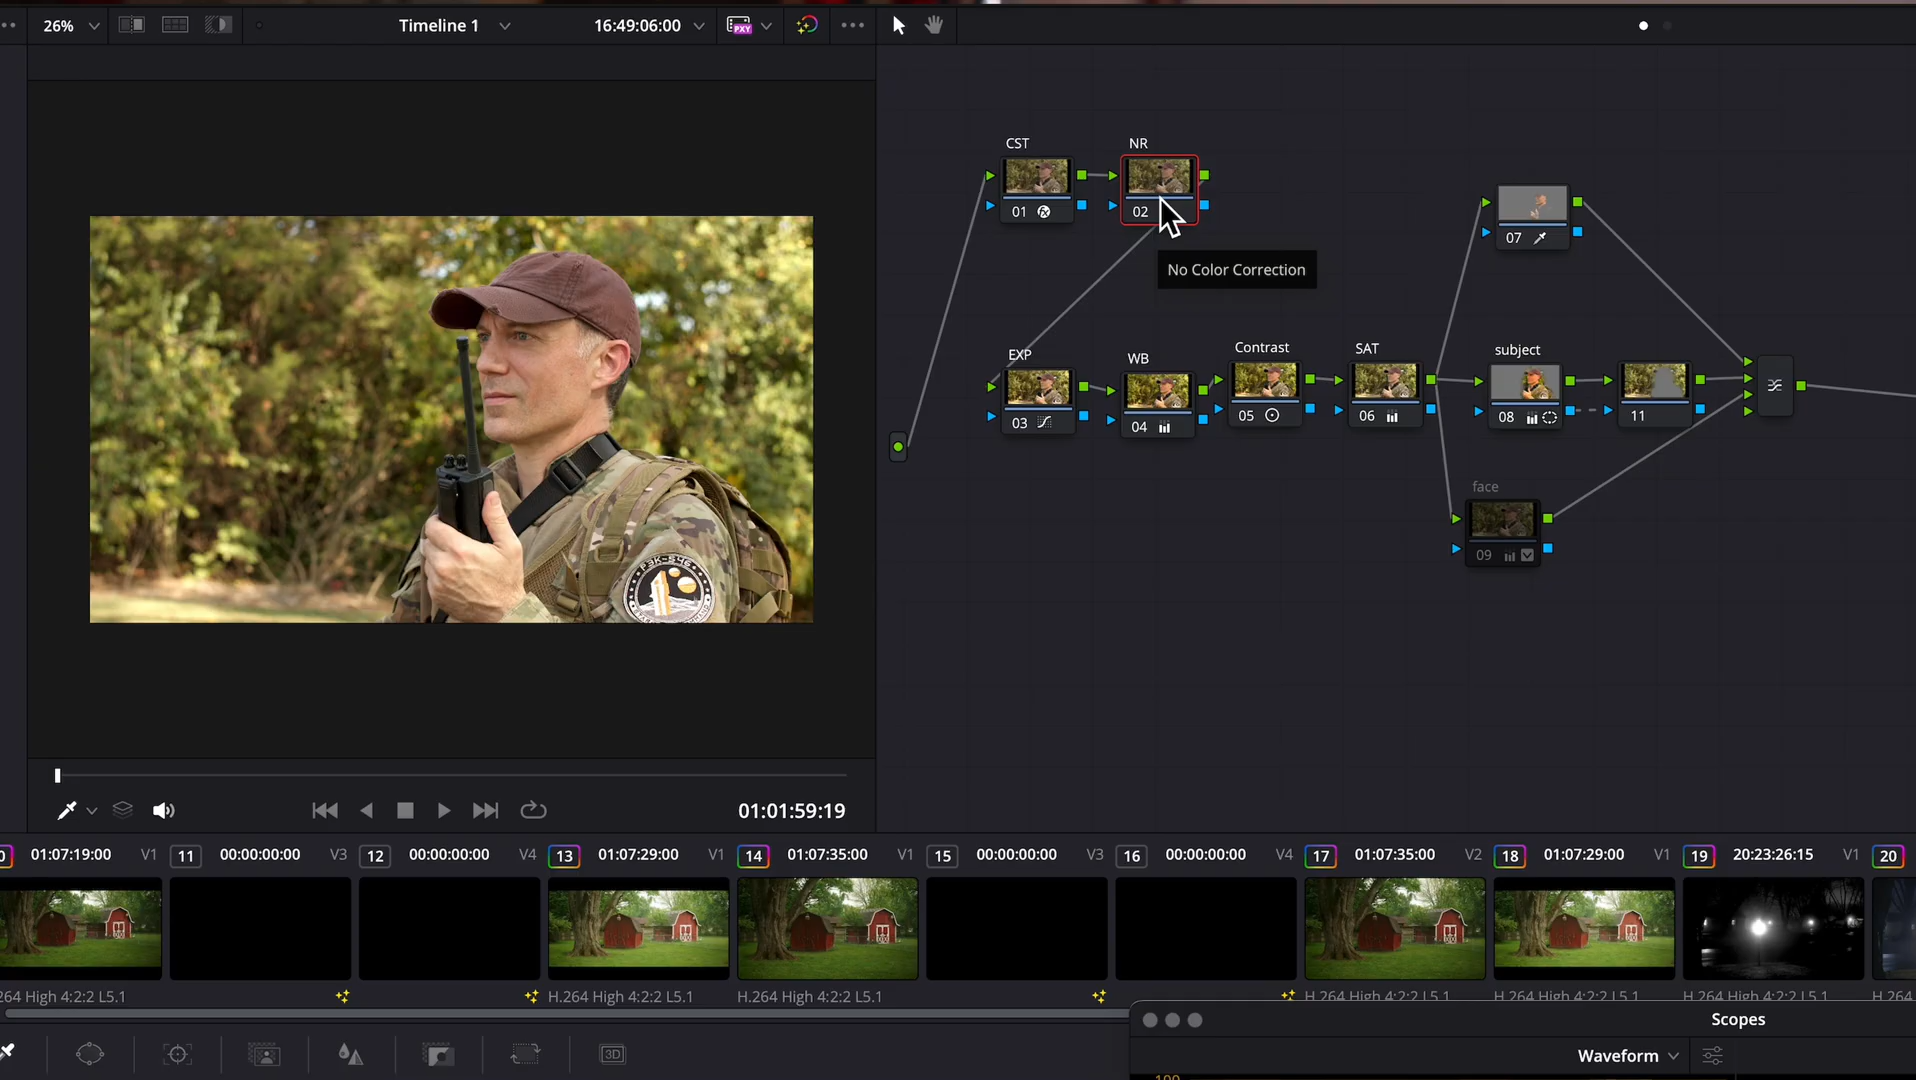 26%
Timeline 1
16:49:06:00
PXY
CST
NR
01
02
No Color Correction
07
EXP
WB
Contrast
SAT
subject
03
04
05
06
08
11
face
09
P3K-546
01:01:59:19
0 01:07:19:00 V1
11 00:00:00:00 V3
12 00:00:00:00 V4
13 01:07:29:00 V1
14 01:07:35:00 V1
15 00:00:00:00 V3
16 00:00:00:00 V4
17 01:07:35:00 V2
18 01:07:29:00 V1
19 20:23:26:15 V1
20
264 High 4:2:2 L5.1
H.264 High 4:2:2 L5.1
H.264 High 4:2:2 L5.1
H.264 High 4:2:2 L5.1
H.264 High 4:2:2 L5.1
H.264 High 4:2:2 L5.1
H.264
Scopes
3D
Waveform
100